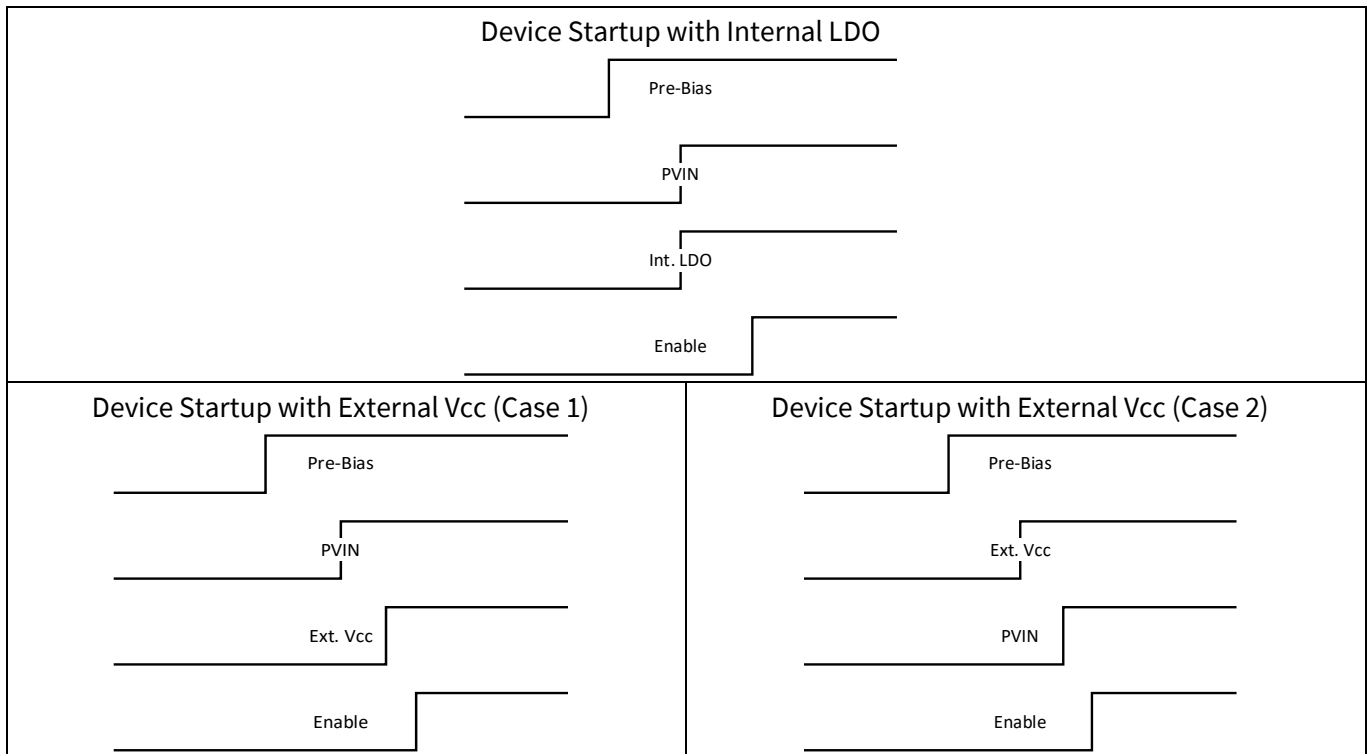 Device Startup with Internal LDO
Pre-Bias
PVIN
Int. LDO
Enable
Device Startup with External Vcc (Case 1)
Pre-Bias
PVIN
Ext. Vcc
Enable
Device Startup with External Vcc (Case 2)
Pre-Bias
Ext. Vcc
PVIN
Enable